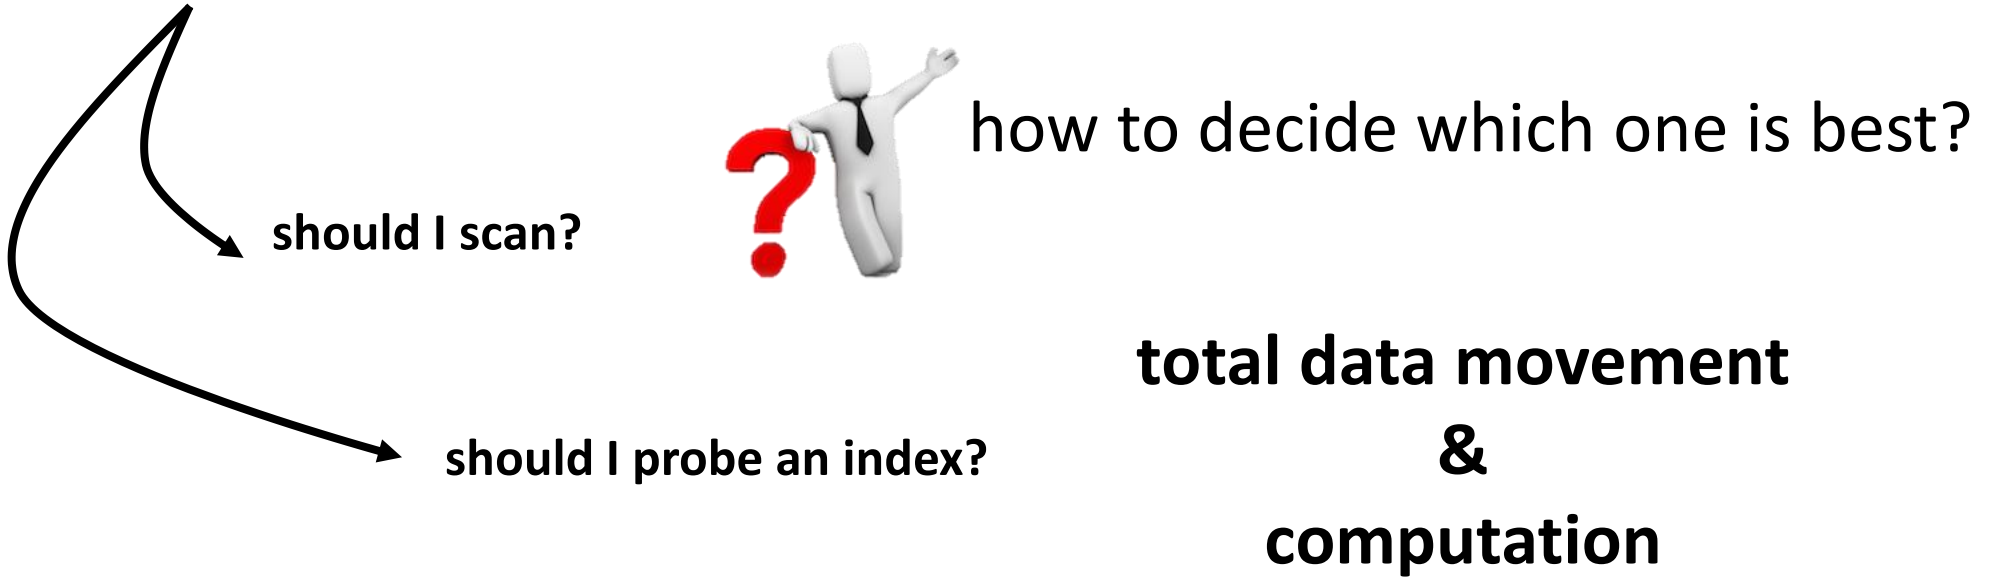 how to decide which one is best?
should I scan?
should I probe an index?
total data movement
&
computation